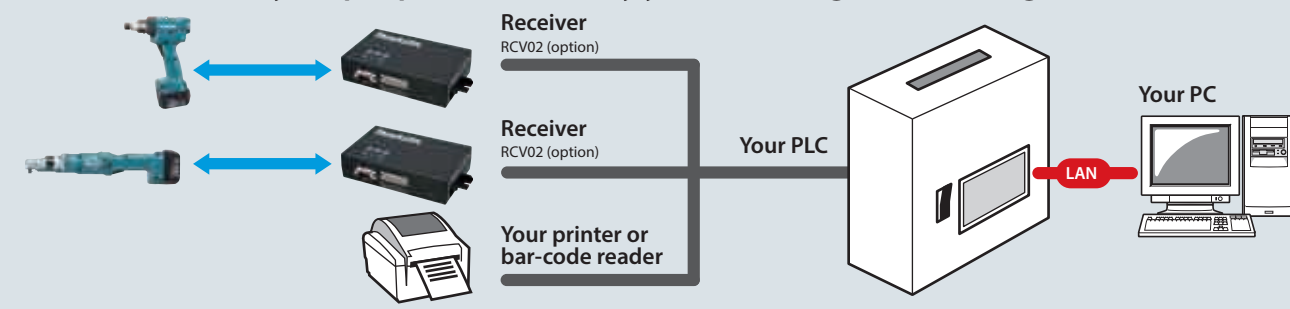 Receiver
RCV02 (option)
Receiver
RCV02 (option)
Your printer or
bar-code reader
Your PLC
LAN
Your PC